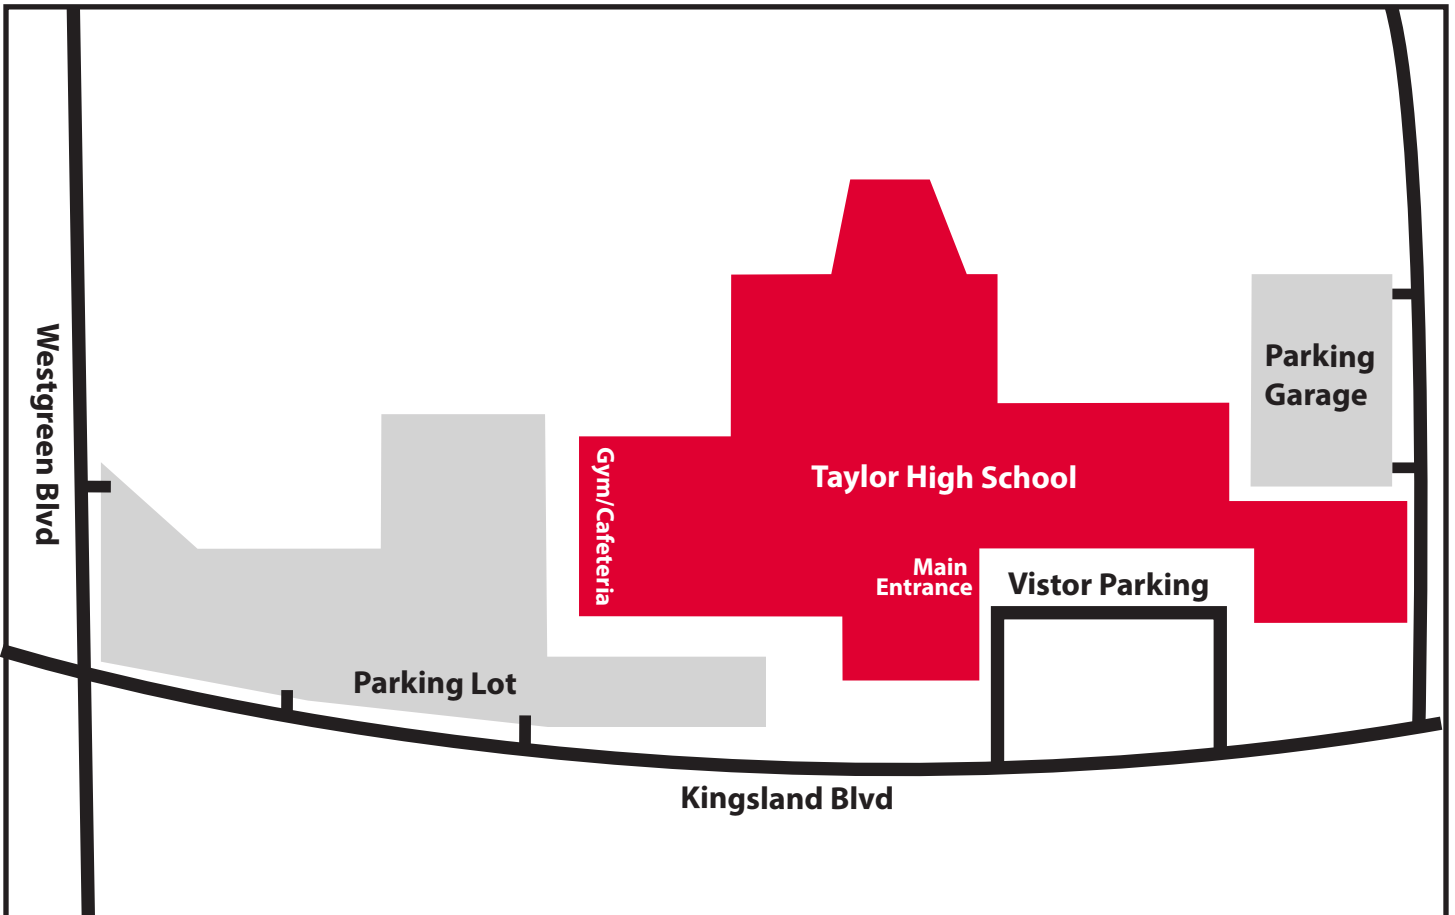 Westgreen Blvd
Parking
Garage
Gym/Cafeteria
Taylor High School
Main
Entrance
Vistor Parking
Parking Lot
Kingsland Blvd